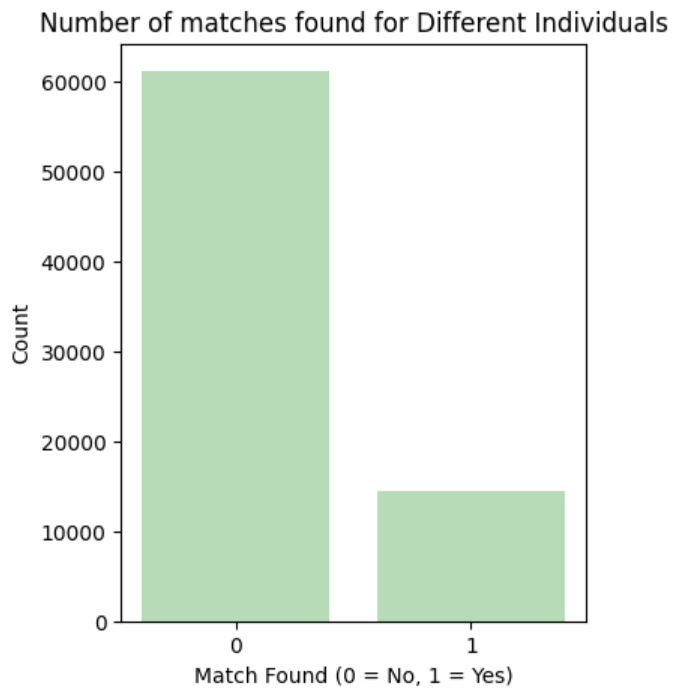 Number of matches found for Different Individuals
60000
50000
40000
30000
20000
10000
0
Count
0 1
Match Found (0 = No, 1 = Yes)